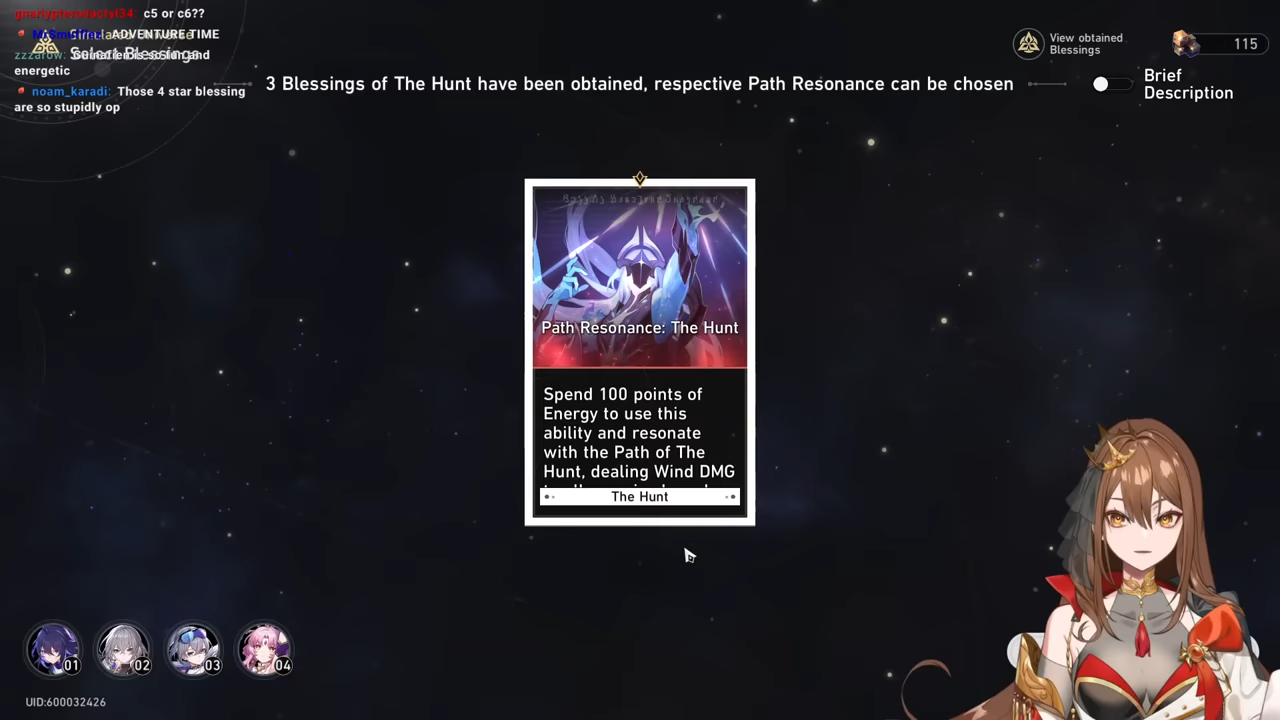 gnarlypterodactyl34: c5 or c6??
ADVENTURE TIME
Select Blessings
energetic
noam_karadi: Those 4 star blessing
are so stupidly op
3 Blessings of The Hunt have been obtained, respective Path Resonance can be chosen
View obtained
Blessings
115
Brief
Description
Path Resonance: The Hunt
Spend 100 points of
Energy to use this
ability and resonate
with the Path of The
Hunt, dealing Wind DMG
The Hunt
01
02
03
04
UID:600032426